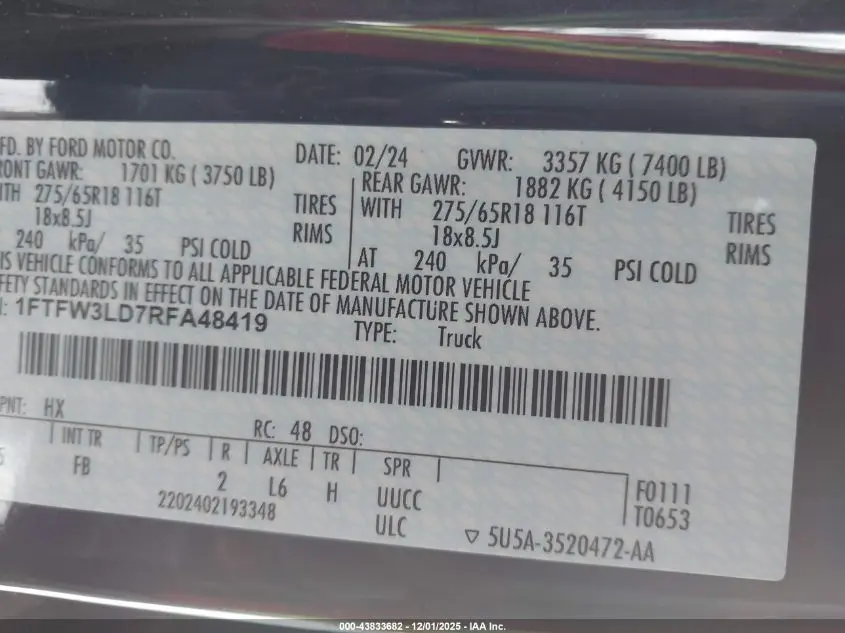 FD. BY FORD MOTOR CO. DATE: 02/24 GVWR: 3357 KG ( 7400 LB)
RONT GAWR: 1701 KG ( 3750 LB) REAR GAWR: 1882 KG ( 4150 LB)
ITH 275/65R18 116T TIRES WITH 275/65R18 116T TIRES
18x8.5J RIMS 18x8.5J RIMS
240 kPa/ 35 PSI COLD AT 240 kPa/ 35 PSI COLD
IS VEHICLE CONFORMS TO ALL APPLICABLE FEDERAL MOTOR VEHICLE
FETY STANDARDS IN EFFECT ON THE DATE OF MANUFACTURE SHOWN ABOVE.
: 1FTFW3LD7RFA48419 TYPE: Truck
PNT: HX
RC: 48 DSO:
INT TR TP/PS R AXLE TR SPR
FB 2 L6 H UUCC
2202402193348 ULC
F0111
T0653
▽ 5U5A-3520472-AA
000-43833682 - 12/01/2025 - IAA Inc.